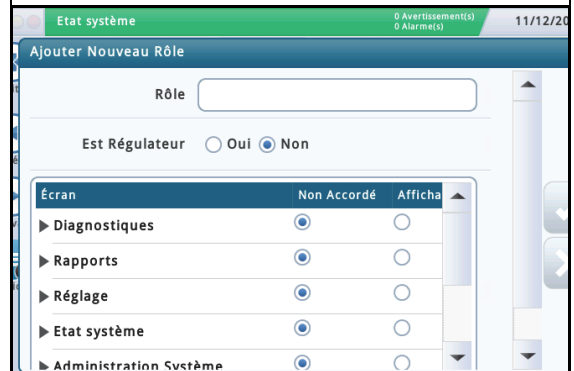 Etat système 0 Avertissement(s) 11/12/20
0 Alarme(s)
Ajouter Nouveau Rôle
Rôle
Est Régulateur Oui Non
Écran Non Accordé Afficha
Diagnostiques
Rapports
Réglage
Etat système
Administration Système